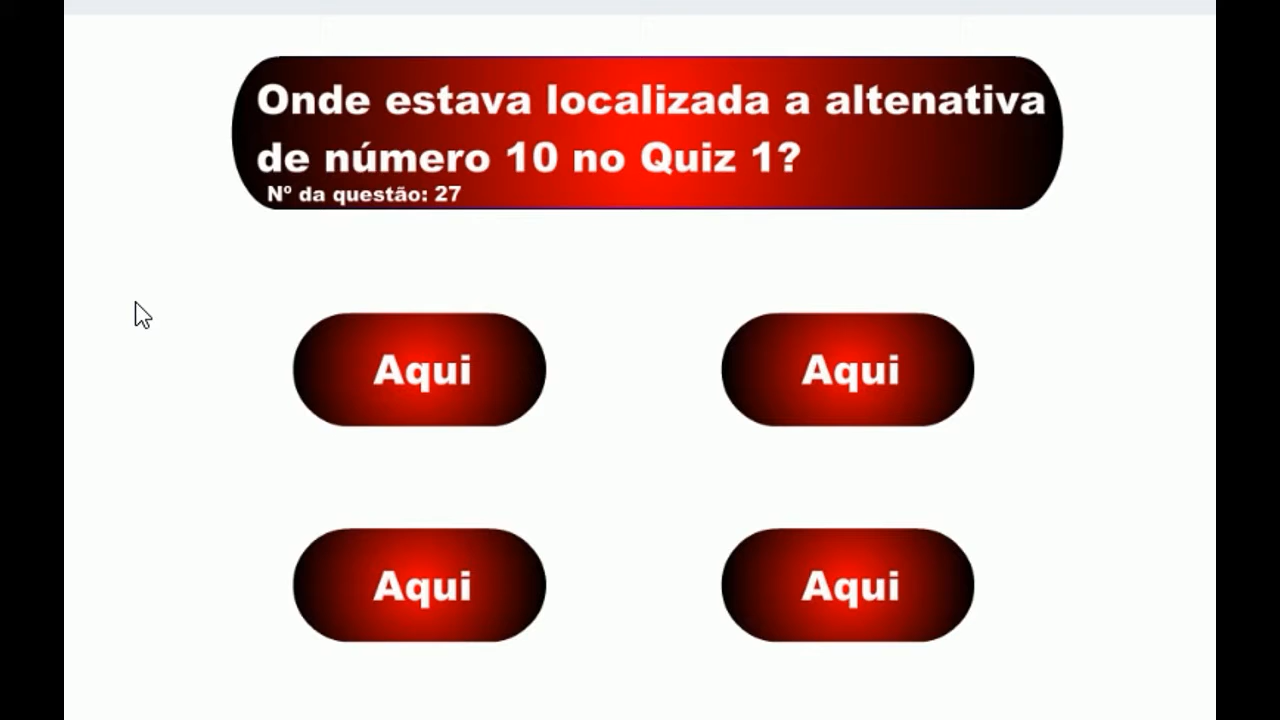 Onde estava localizada a altenativa
de número 10 no Quiz 1?
Nº da questão: 27
Aqui
Aqui
Aqui
Aqui